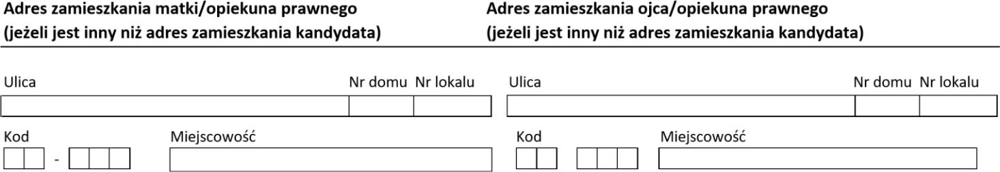 Adres zamieszkania matki/opiekuna prawnego
(jeżeli jest inny niż adres zamieszkania kandydata)
Adres zamieszkania ojca/opiekuna prawnego
(jeżeli jest inny niż adres zamieszkania kandydata)
Ulica Nr domu Nr lokalu
Kod Miejscowość
-
Ulica Nr domu Nr lokalu
Kod Miejscowość